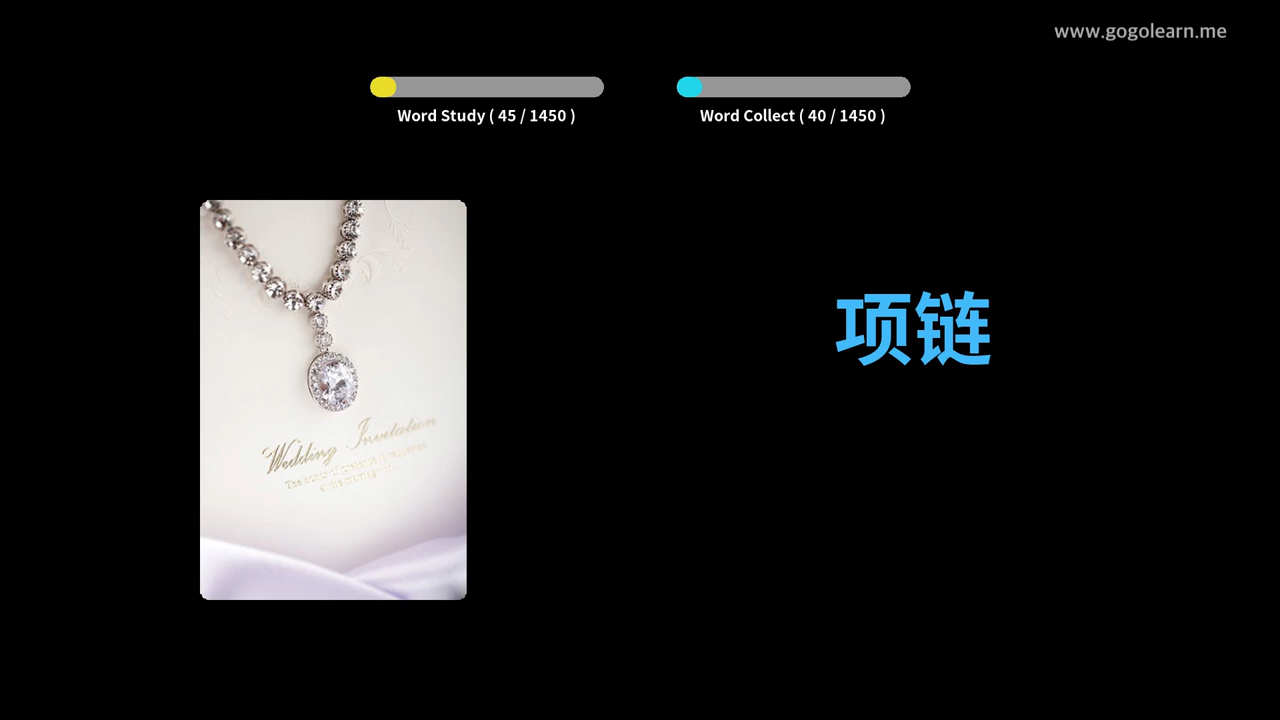 www.gogolearn.me
Word Study ( 45 / 1450 )
Word Collect ( 40 / 1450 )
项链
Wedding Invitation